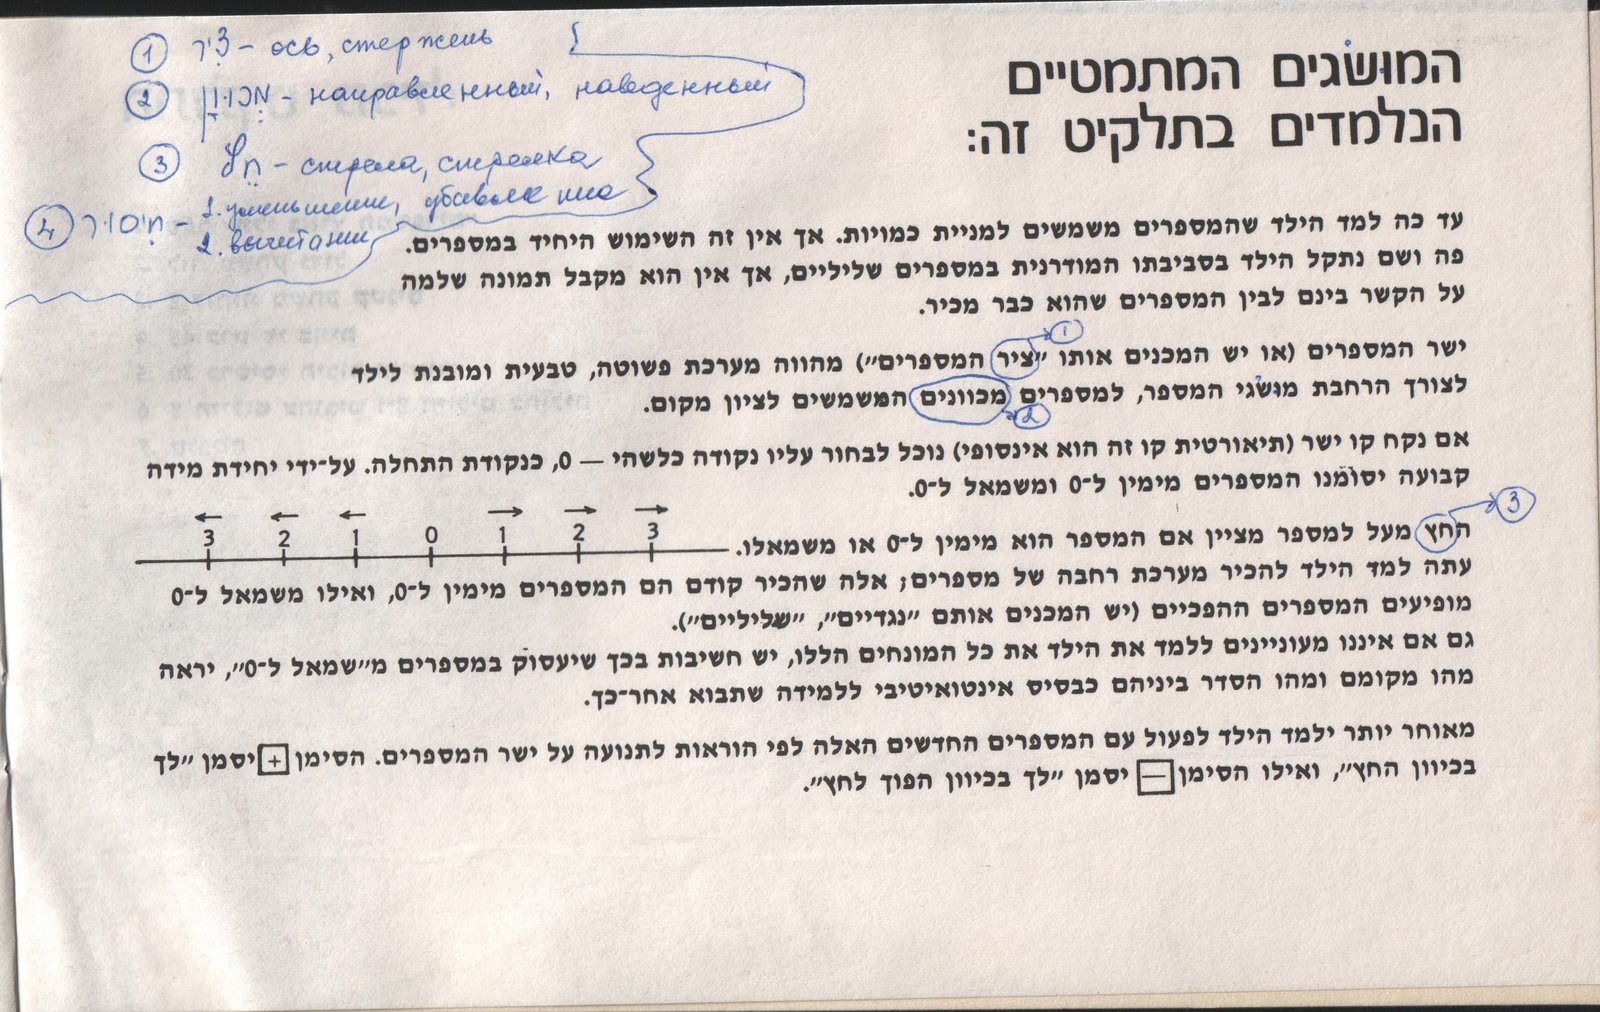 ① צִיר – ось, стержень
② מְכֻוּוָן – направленный, наведенный
③ חֵץ – стрела, стрелка
④ חִיסוּר – 1. уменьшение, убавление
2. вычитание
המושגים המתמטיים
הנלמדים בתלקיט זה:
עד כה למד הילד שהמספרים משמשים למניית כמויות. אך אין זה השימוש היחיד במספרים.
פה ושם נתקל הילד בסביבתו המודרנית במספרים שליליים, אך אין הוא מקבל תמונה שלמה
על הקשר בינם לבין המספרים שהוא כבר מכיר.
①
ישר המספרים (או יש המכנים אותו "ציר המספרים") מהווה מערכת פשוטה, טבעית ומובנת לילד
לצורך הרחבת מושגי המספר, למספרים מכוונים המשמשים לציון מקום.
②
אם נקח קו ישר (תיאורטית קו זה הוא אינסופי) נוכל לבחור עליו נקודה כלשהי — 0, כנקודת התחלה. על־ידי יחידת מידה
קבועה יסומנו המספרים מימין ל־0 ומשמאל ל־0.
③
← ← ← → → →
3 2 1 0 1 2 3
החץ מעל למספר מציין אם המספר הוא מימין ל־0 או משמאלו.
עתה למד הילד להכיר מערכת רחבה של מספרים; אלה שהכיר קודם הם המספרים מימין ל־0, ואילו משמאל ל־0
מופיעים המספרים ההפכיים (יש המכנים אותם "נגדיים", "שליליים").
גם אם איננו מעוניינים ללמד את הילד את כל המונחים הללו, יש חשיבות בכך שיעסוק במספרים מ"שמאל ל־0", יראה
מהו מקומם ומהו הסדר ביניהם כבסיס אינטואיטיבי ללמידה שתבוא אחר־כך.
מאוחר יותר ילמד הילד לפעול עם המספרים החדשים האלה לפי הוראות לתנועה על ישר המספרים. הסימן + יסמן "לך
בכיוון החץ", ואילו הסימן — יסמן "לך בכיוון הפוך לחץ".